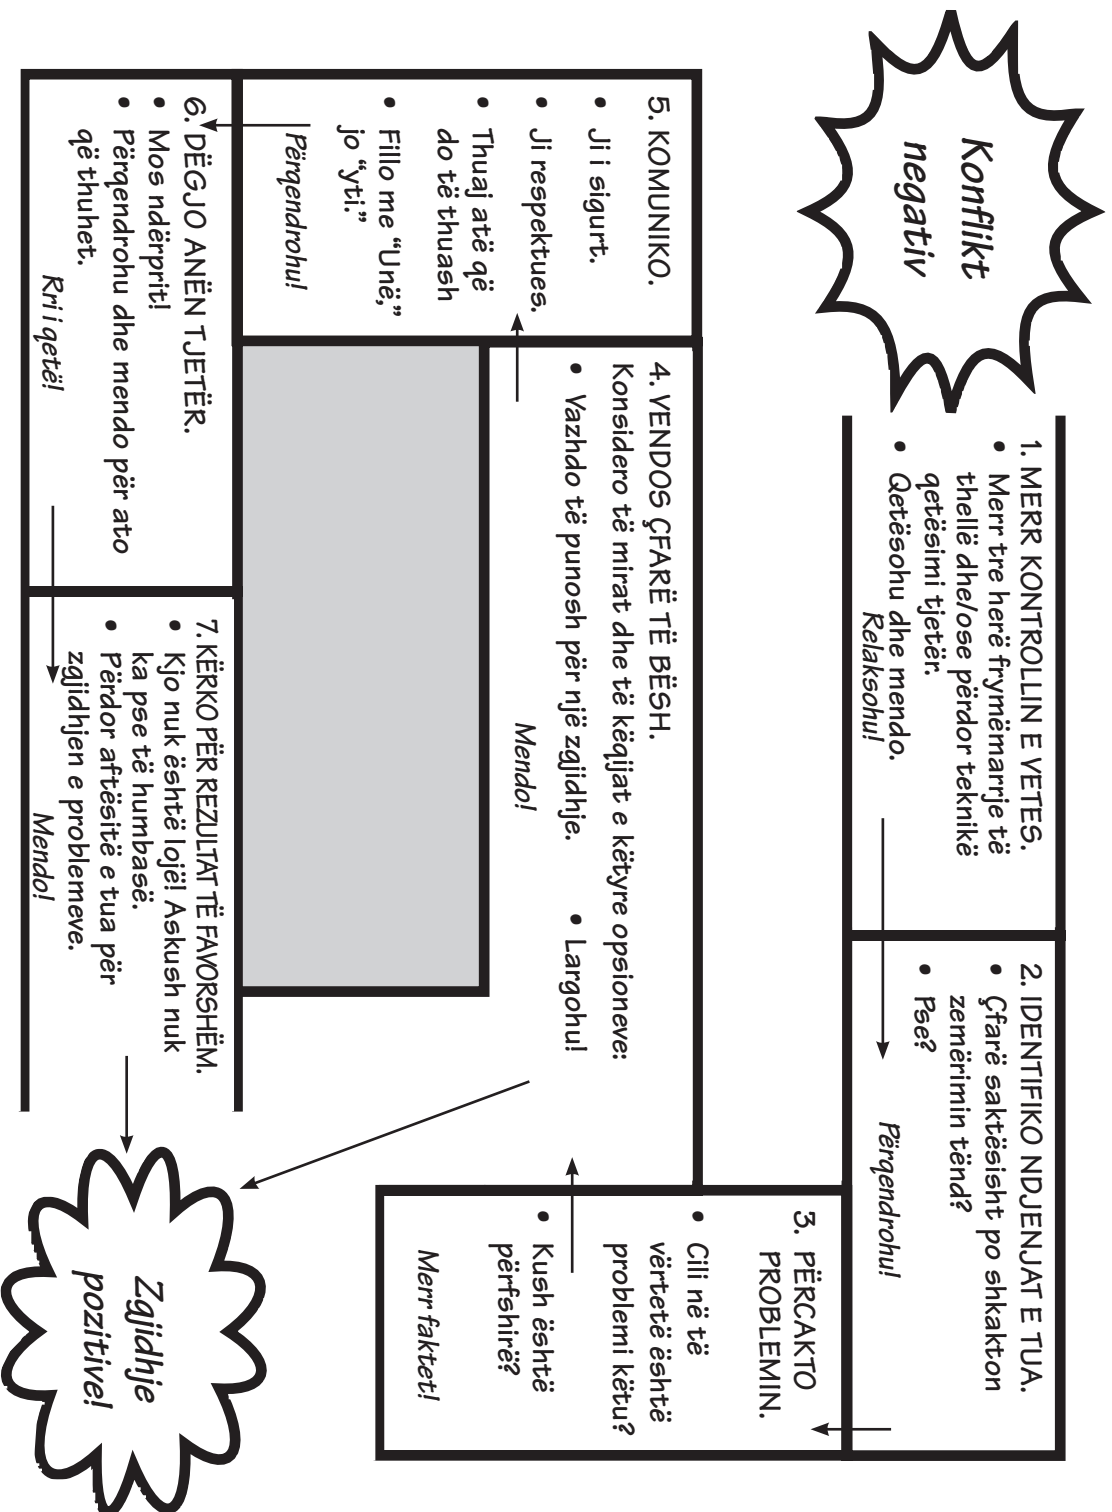 Konflikt
negativ
1. MERR KONTROLLIN E VETES.
• Merr tre herë frymëmarrje të
thellë dhe/ose përdor teknikë
qetësimi tjetër.
• Qetësohu dhe mendo.
Relaksohu!
2. IDENTIFIKO NDJENJAT E TUA.
• Çfarë saktësisht po shkakton
zemërimin tënd?
• Pse?
Përqendrohu!
3. PËRCAKTO
PROBLEMIN.
• Cili në të
vërtetë është
problemi këtu?
• Kush është
përfshirë?
Merr faktet!
4. VENDOS ÇFARË TË BËSH.
Konsidero të mirat dhe të këqijat e këtyre opsioneve:
• Vazhdo të punosh për një zgjidhje. • Largohu!
Mendo!
5. KOMUNIKO.
• Ji i sigurt.
• Ji respektues.
• Thuaj atë që
do të thuash
• Fillo me “Unë,”
jo “yti.”
Përqendrohu!
6. DËGJO ANËN TJETËR.
• Mos ndërprit!
• Përqendrohu dhe mendo për ato
që thuhet.
Rri i qetë!
7. KËRKO PËR REZULTAT TË FAVORSHËM.
• Kjo nuk është lojë! Askush nuk
ka pse të humbasë.
• Përdor aftësitë e tua për
zgjidhjen e problemeve.
Mendo!
Zgjidhje
pozitive!